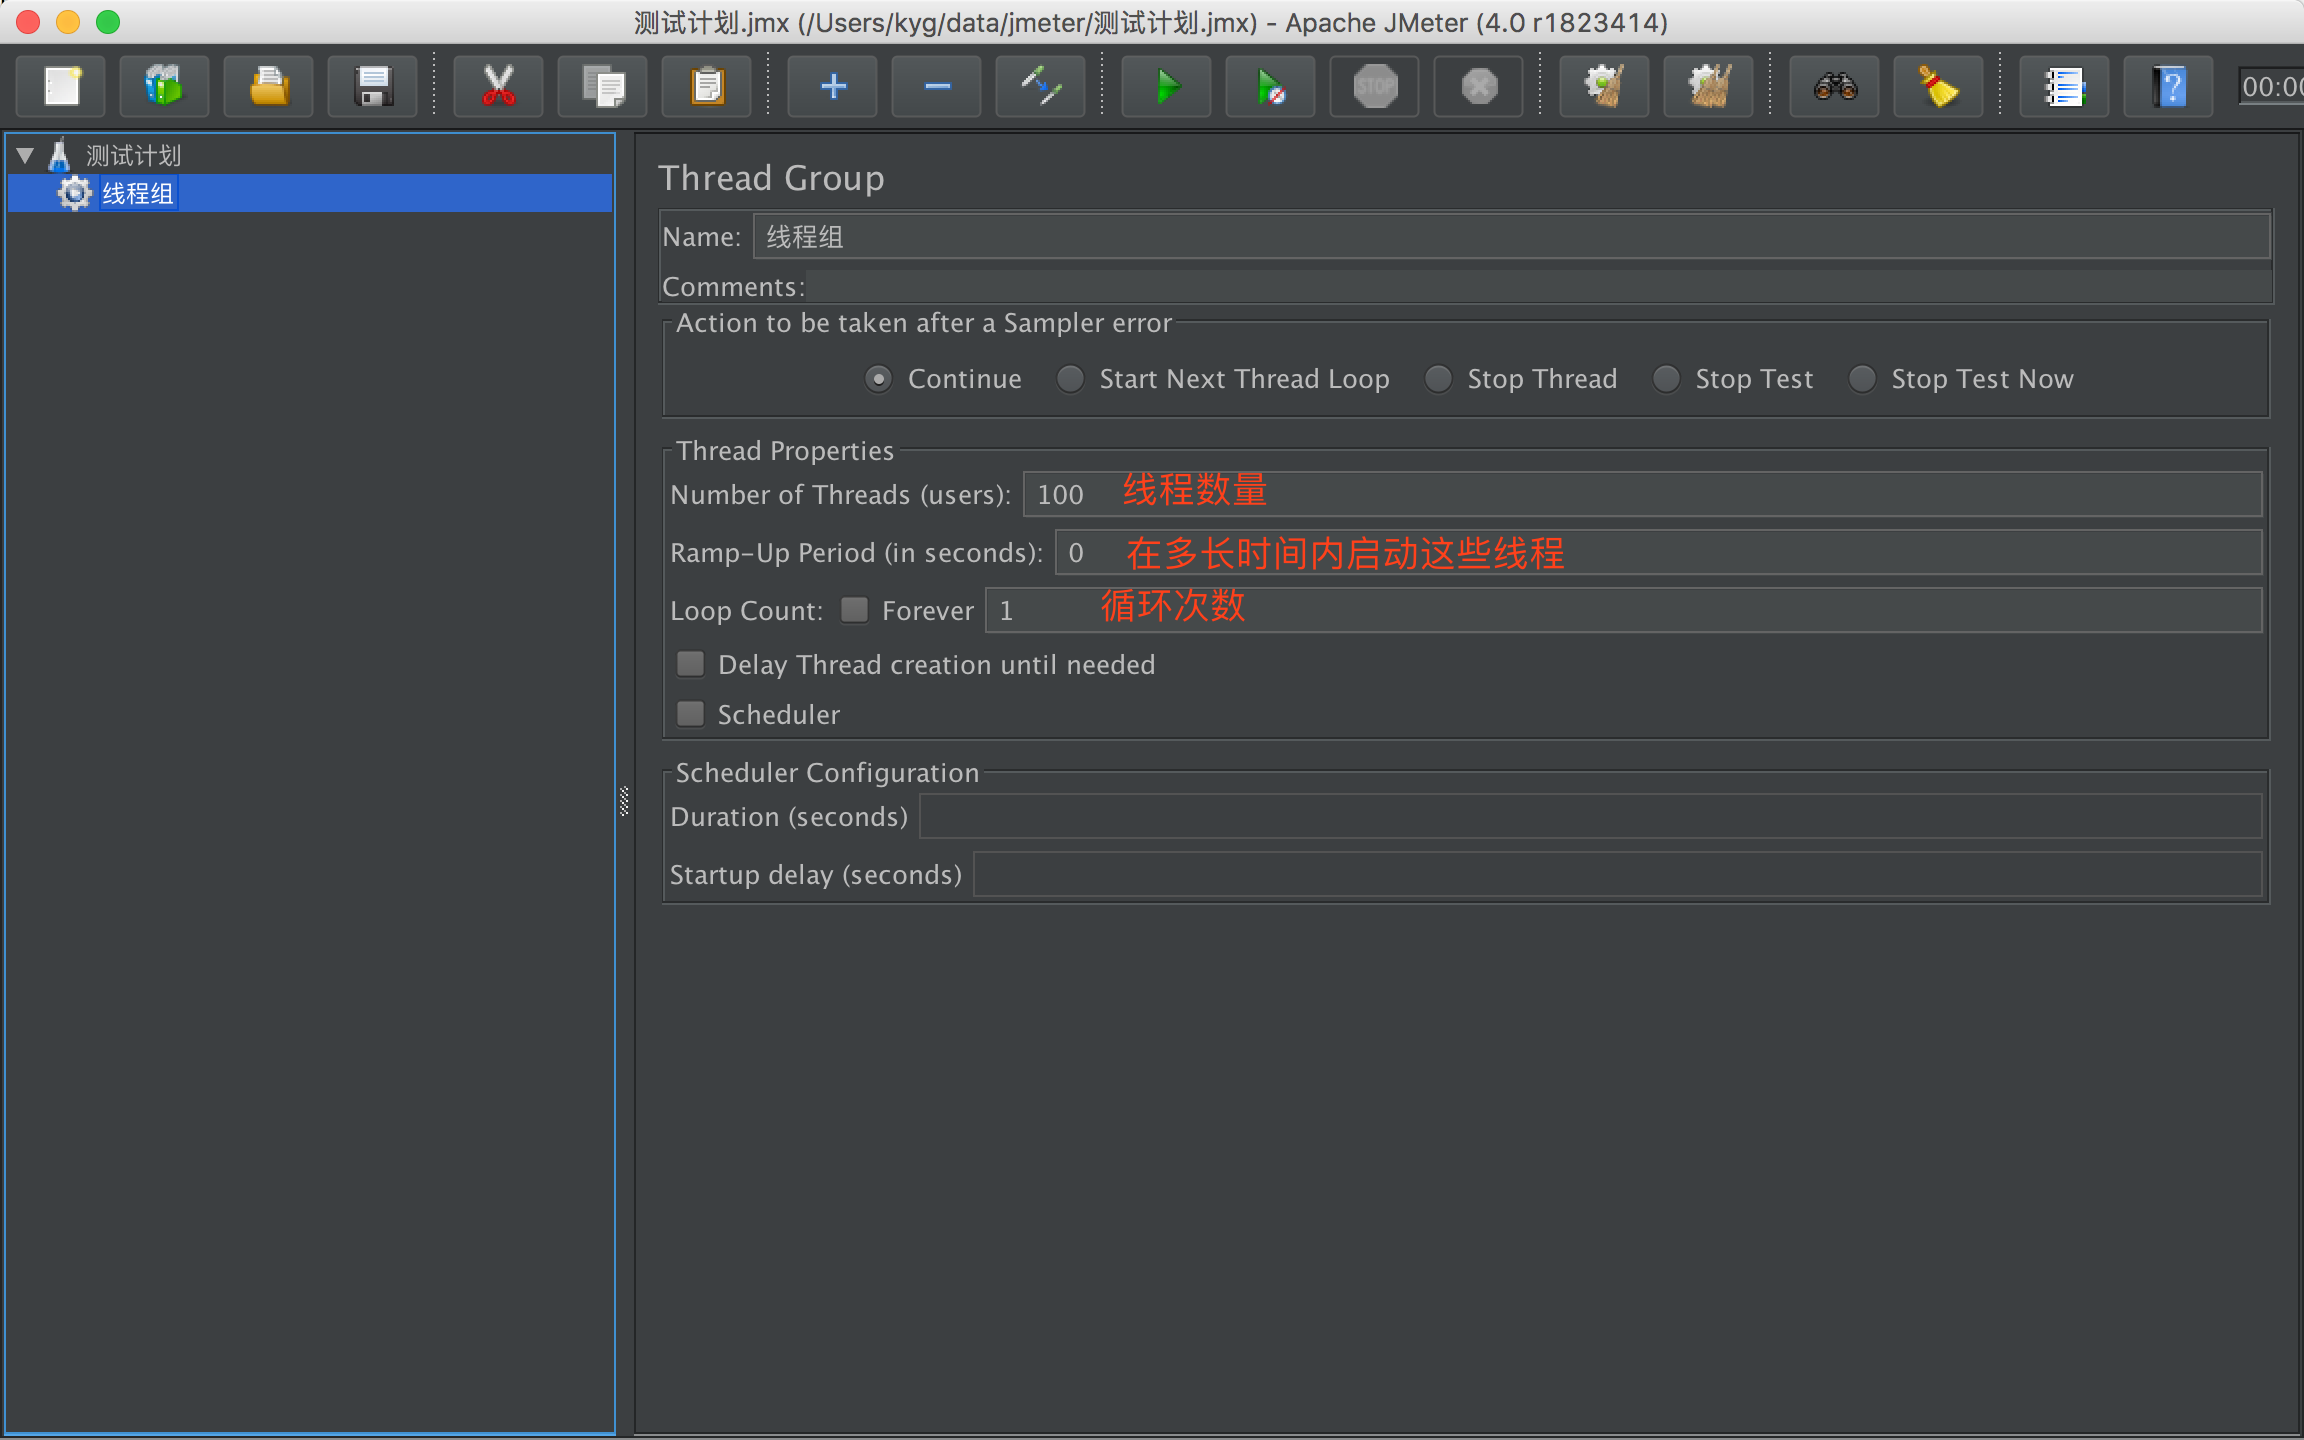 测试计划.jmx (/Users/kyg/data/jmeter/测试计划.jmx) - Apache JMeter (4.0 r1823414)
STOP
00:00
测试计划
线程组
Thread Group
Name: 线程组
Comments:
Action to be taken after a Sampler error
Continue Start Next Thread Loop Stop Thread Stop Test Stop Test Now
Thread Properties
Number of Threads (users): 100 线程数量
Ramp-Up Period (in seconds): 0 在多长时间内启动这些线程
Loop Count: Forever 1 循环次数
Delay Thread creation until needed
Scheduler
Scheduler Configuration
Duration (seconds)
Startup delay (seconds)